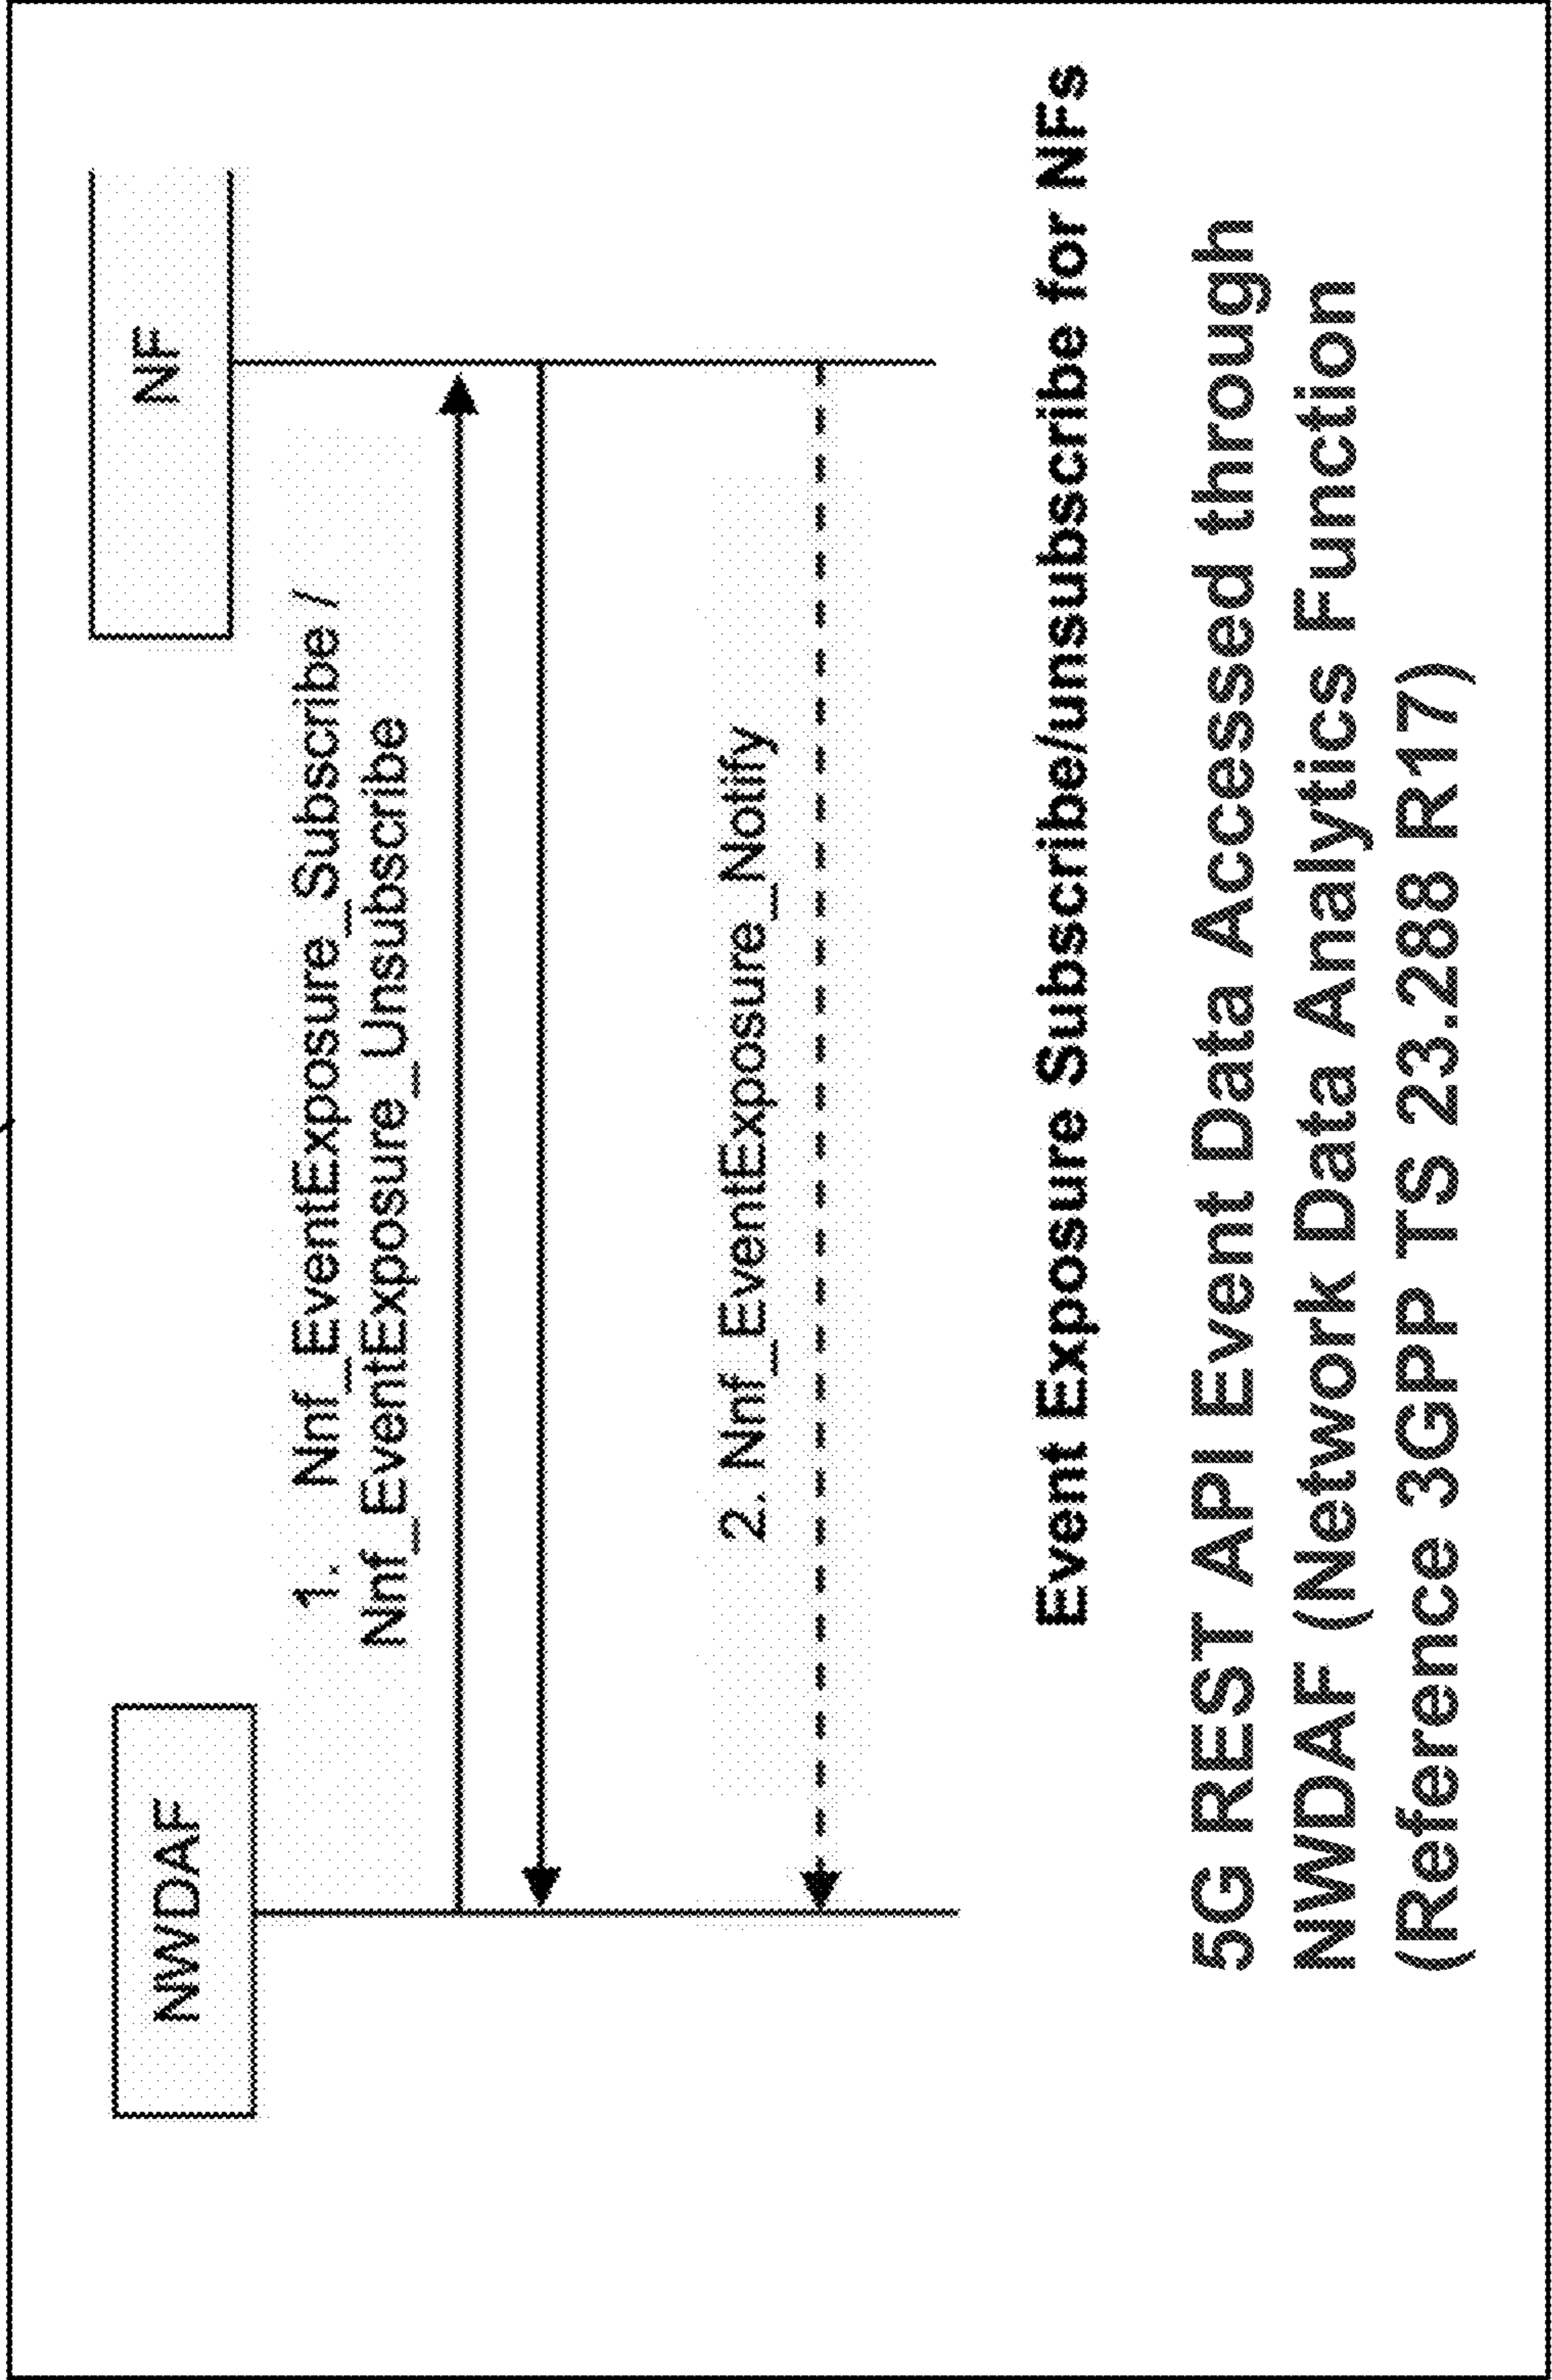 NWDAF
NF
1. Nnf_EventExposure_Subscribe /
Nnf_EventExposure_Unsubscribe
2. Nnf_EventExposure_Notify
Event Exposure Subscribe/unsubscribe for NFs
5G REST API Event Data Accessed through
NWDAF (Network Data Analytics Function
(Reference 3GPP TS 23.288 R17)